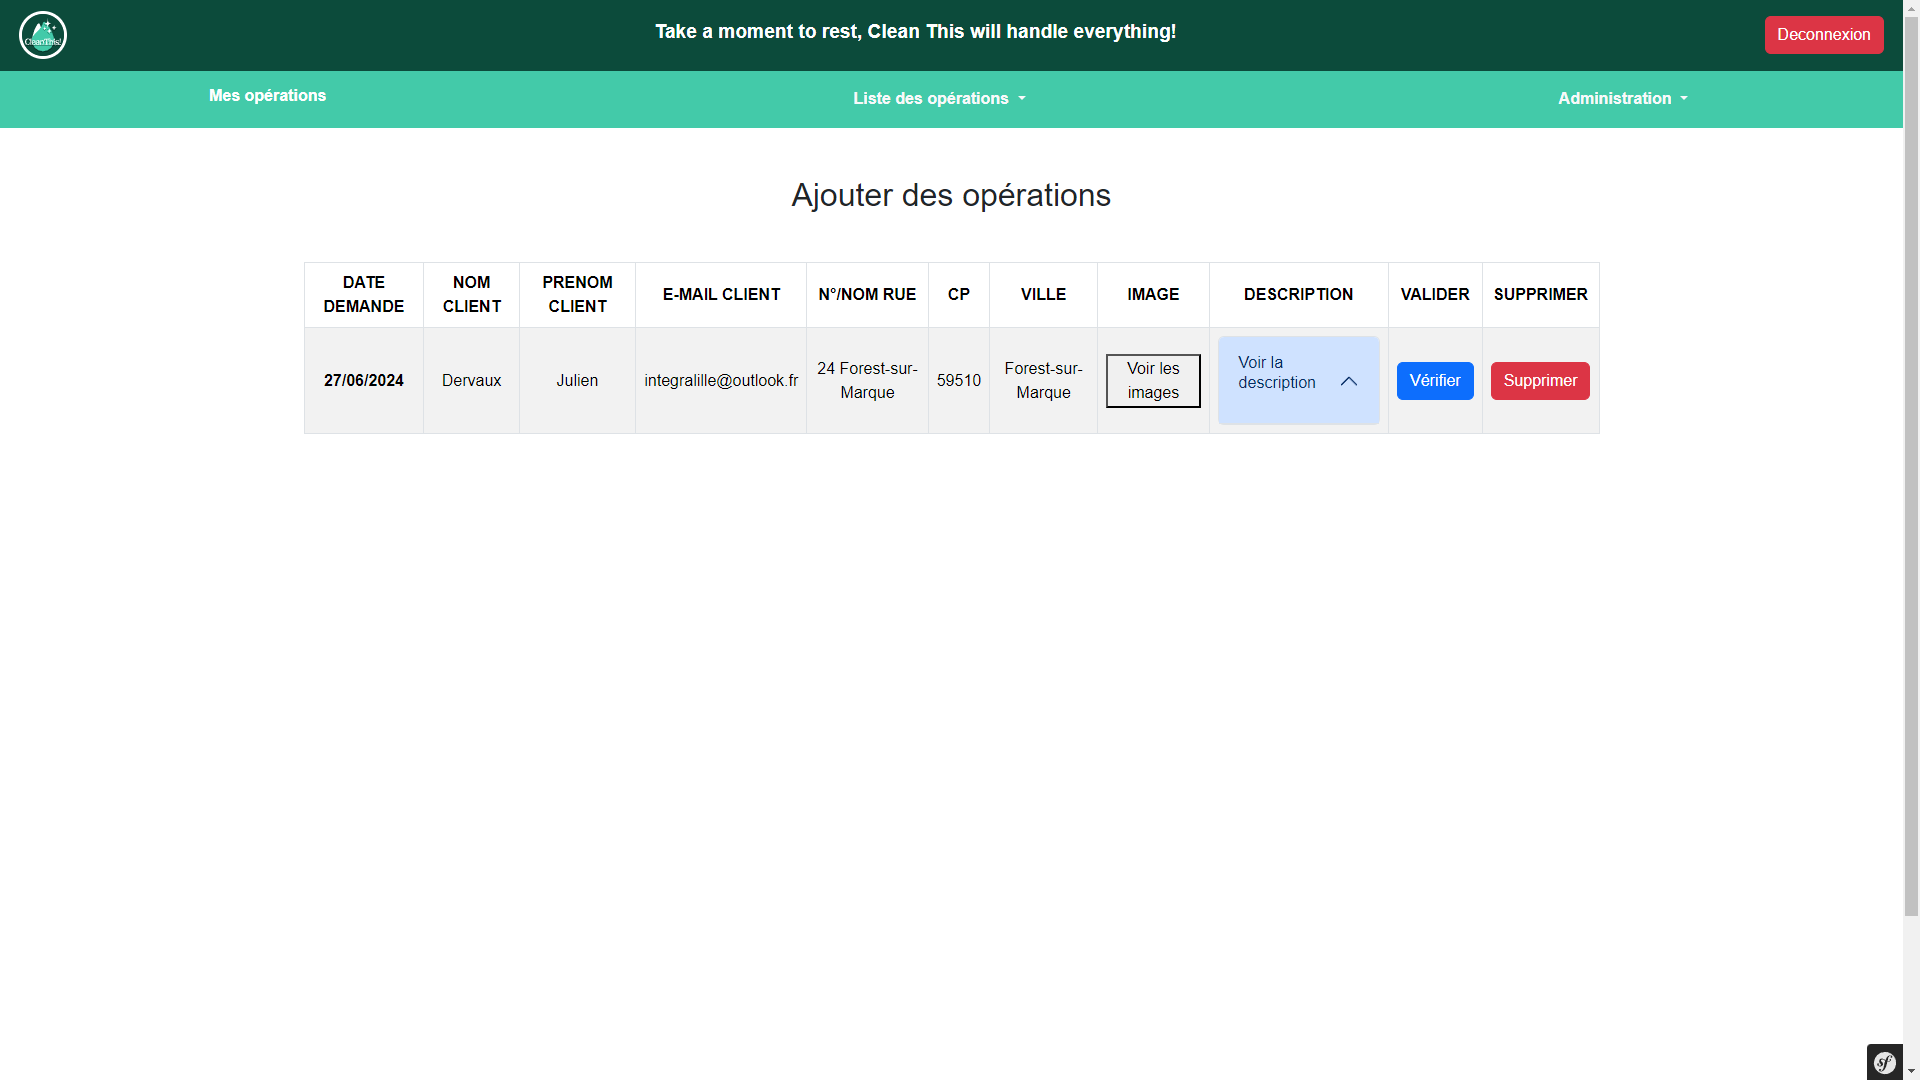 CleanThis!
Take a moment to rest, Clean This will handle everything!
Deconnexion
Mes opérations
Liste des opérations
Administration
Ajouter des opérations
DATE DEMANDE
NOM CLIENT
PRENOM CLIENT
E-MAIL CLIENT
N°/NOM RUE
CP
VILLE
IMAGE
DESCRIPTION
VALIDER
SUPPRIMER
27/06/2024
Dervaux
Julien
integralille@outlook.fr
24 Forest-sur-
Marque
59510
Forest-sur-
Marque
Voir les
images
Voir la
description
Vérifier
Supprimer
sf